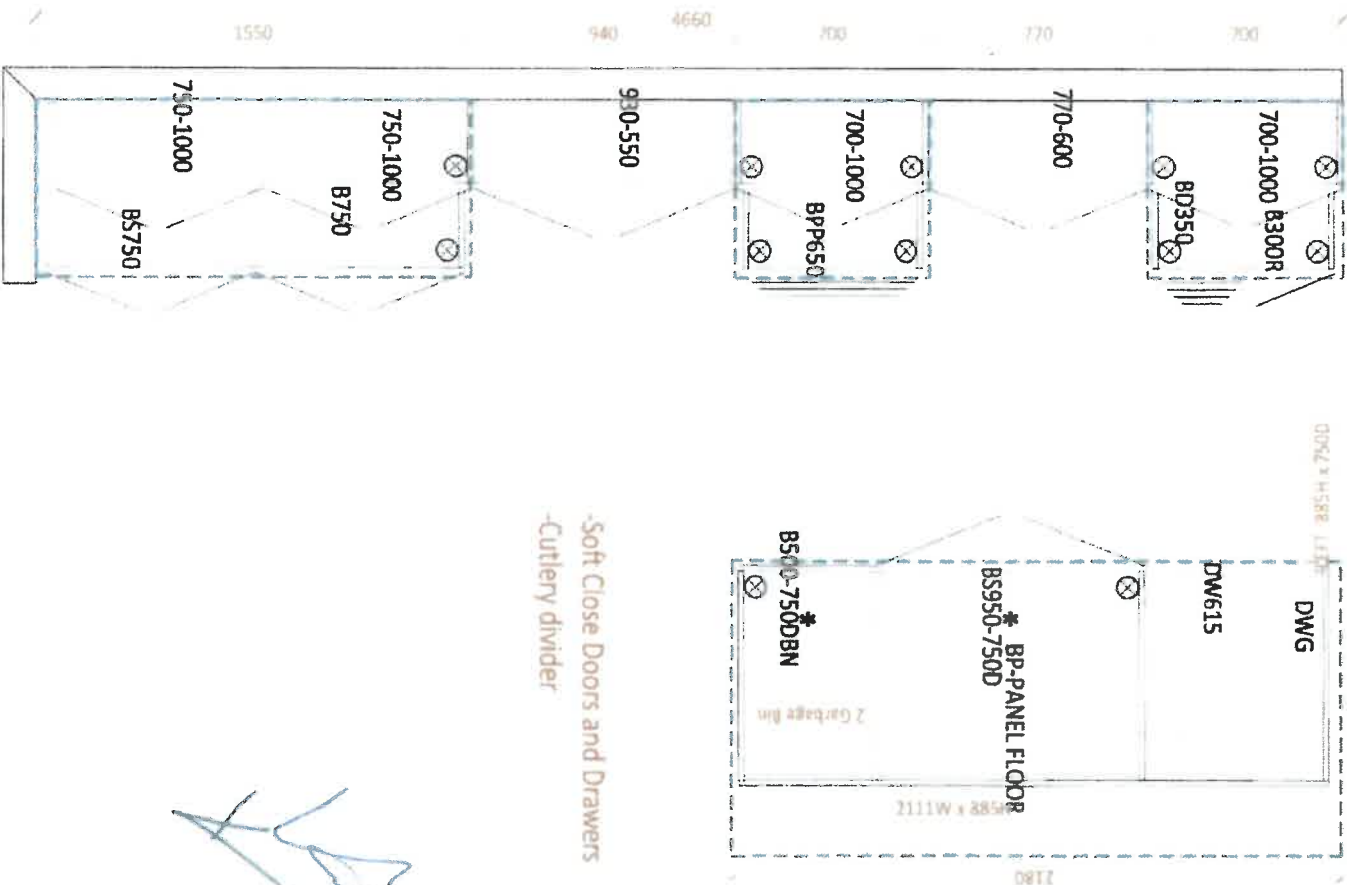 4660
1550
940
700
770
700
750-1000
750-1000
930-550
700-1000
770-600
700-1000
BS750
B750
BPP650
BD350
B300R
885H x 750D
DWG
DW615
B500-750DBN
*
BS950-750D
*
BP-PANEL FLOOR
2 Garbage Bin
2111W x 885H
2180
-Soft Close Doors and Drawers
-Cutlery divider